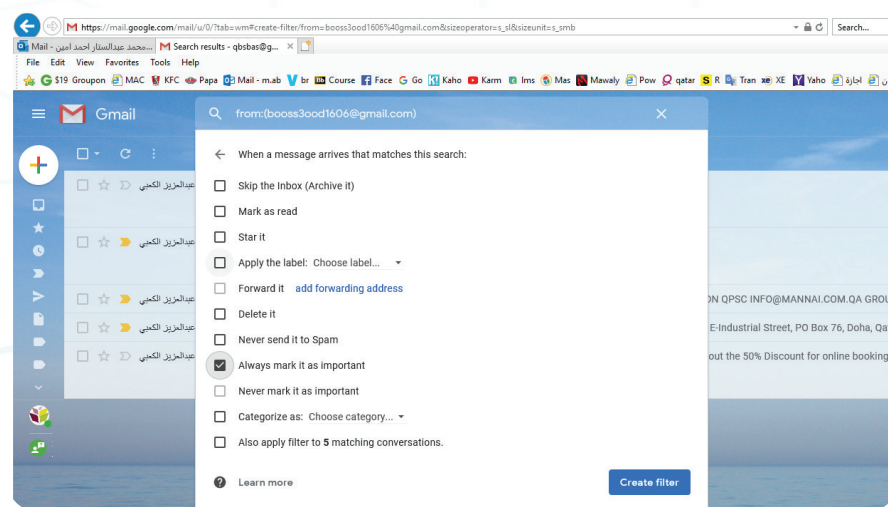 https://mail.google.com/mail/u/0/?tab=wm#create-filter/from=booss3ood1606%40gmail.com&sizeoperator=s_sl&sizeunit=s_smb
Search...
محمد عبدالستار احمد امين - Mail...
Search results - qbsbas@g...
File Edit View Favorites Tools Help
$19 Groupon MAC KFC Papa Mail - m.ab br Course Face Go Kaho Karm Ims Mas Mawaly Pow qatar R Tran XE Yaho اجازه
Gmail
from:(booss3ood1606@gmail.com)
When a message arrives that matches this search:
عبدالعزيز الكعبي
Skip the Inbox (Archive it)
Mark as read
Star it
عبدالعزيز الكعبي
Apply the label: Choose label...
Forward it add forwarding address
عبدالعزيز الكعبي
ON QPSC INFO@MANNAI.COM.QA GROU
Delete it
عبدالعزيز الكعبي
E-Industrial Street, PO Box 76, Doha, Qa
Never send it to Spam
عبدالعزيز الكعبي
out the 50% Discount for online booking
Always mark it as important
Never mark it as important
Categorize as: Choose category...
Also apply filter to 5 matching conversations.
Learn more
Create filter